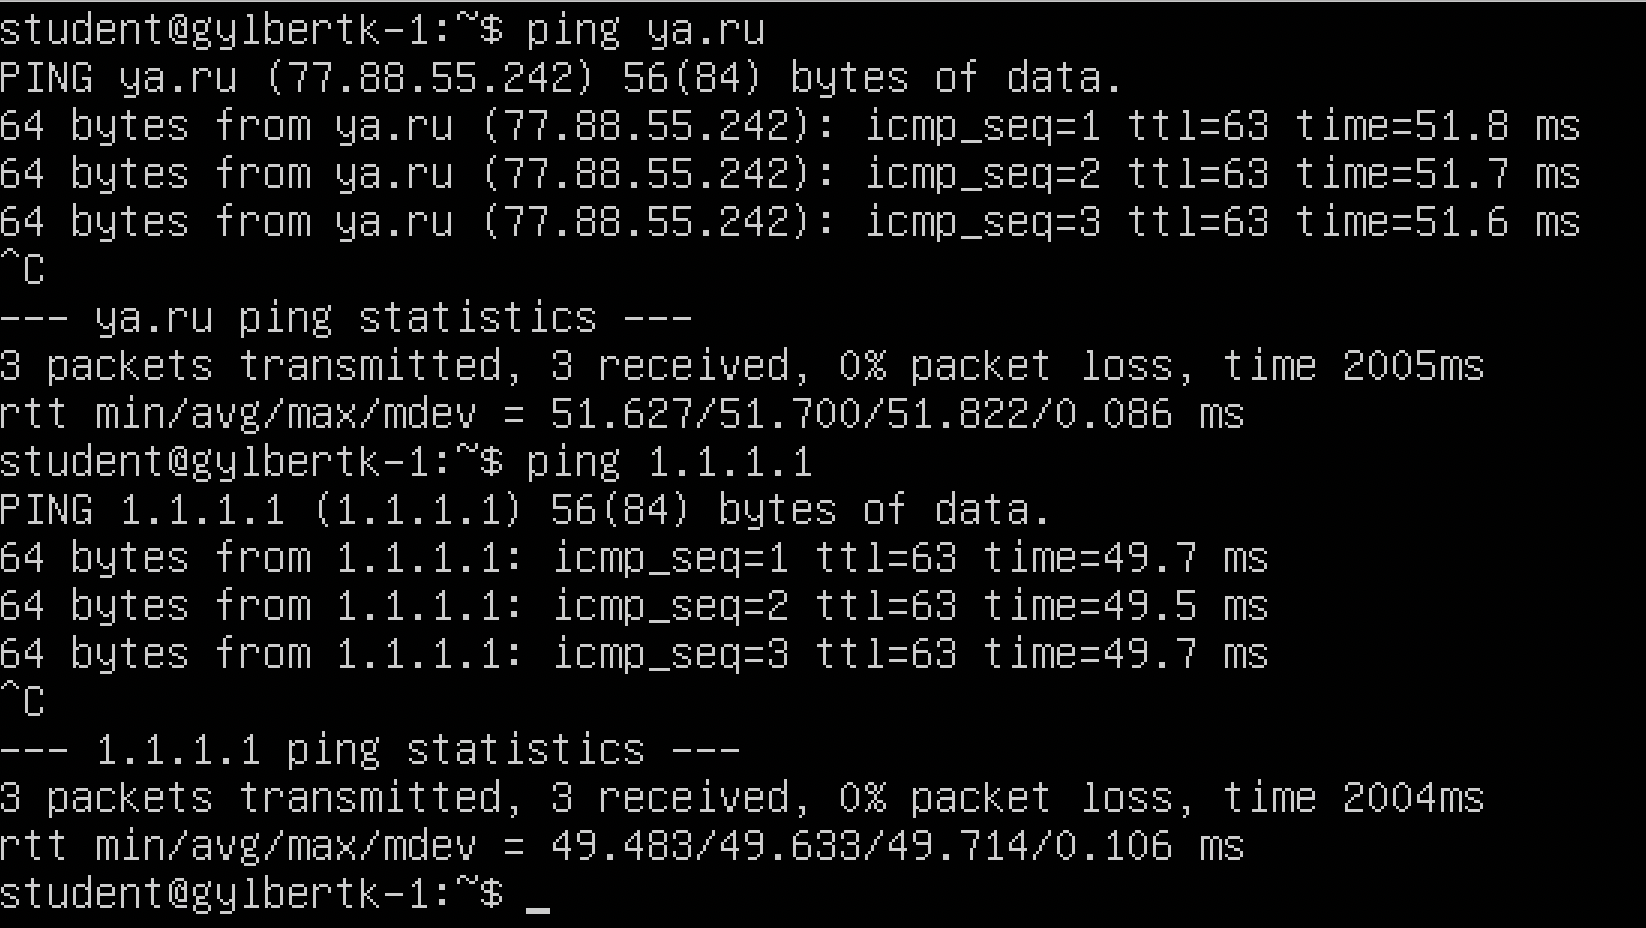 student@gylbertk-1:~$ ping ya.ru
PING ya.ru (77.88.55.242) 56(84) bytes of data.
64 bytes from ya.ru (77.88.55.242): icmp_seq=1 ttl=63 time=51.8 ms
64 bytes from ya.ru (77.88.55.242): icmp_seq=2 ttl=63 time=51.7 ms
64 bytes from ya.ru (77.88.55.242): icmp_seq=3 ttl=63 time=51.6 ms
^C
--- ya.ru ping statistics ---
3 packets transmitted, 3 received, 0% packet loss, time 2005ms
rtt min/avg/max/mdev = 51.627/51.700/51.822/0.086 ms
student@gylbertk-1:~$ ping 1.1.1.1
PING 1.1.1.1 (1.1.1.1) 56(84) bytes of data.
64 bytes from 1.1.1.1: icmp_seq=1 ttl=63 time=49.7 ms
64 bytes from 1.1.1.1: icmp_seq=2 ttl=63 time=49.5 ms
64 bytes from 1.1.1.1: icmp_seq=3 ttl=63 time=49.7 ms
^C
--- 1.1.1.1 ping statistics ---
3 packets transmitted, 3 received, 0% packet loss, time 2004ms
rtt min/avg/max/mdev = 49.483/49.633/49.714/0.106 ms
student@gylbertk-1:~$ _